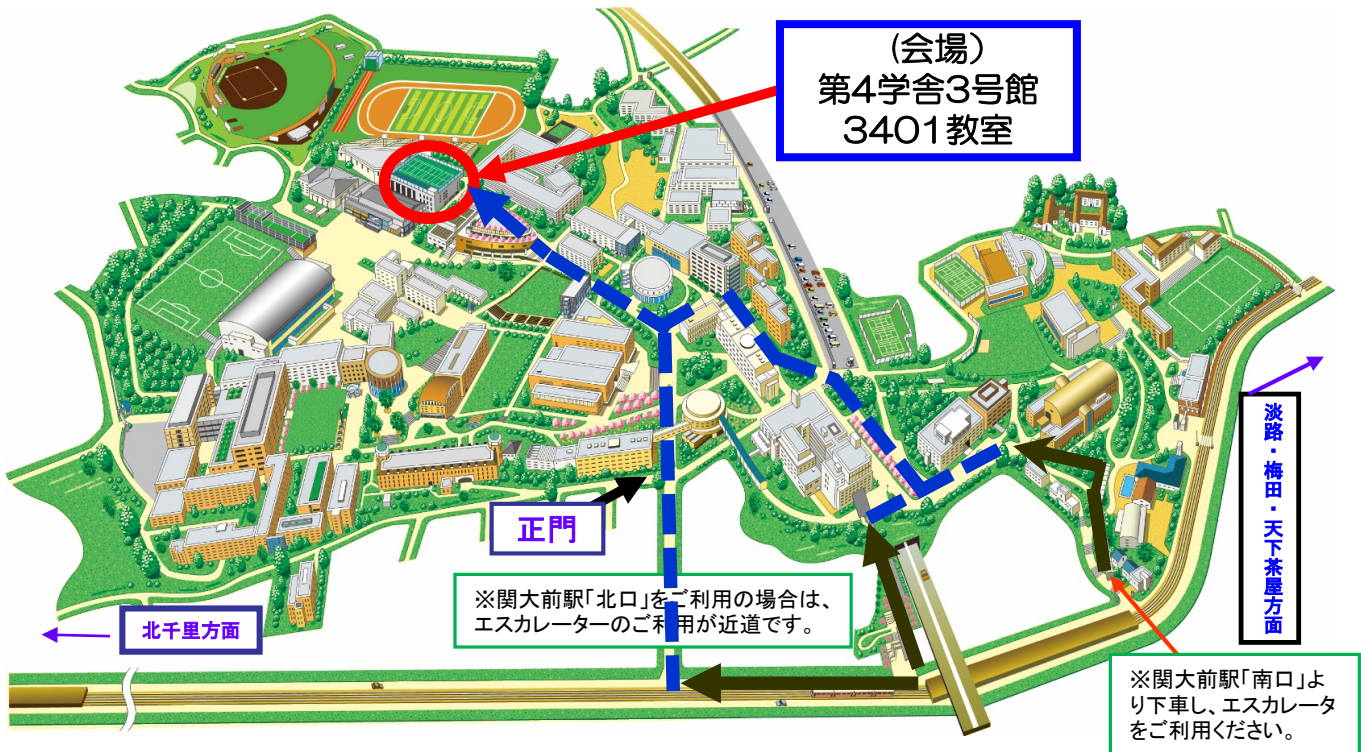 (会場）
第4学舎3号館
3401教室
淡路・梅田・天下茶屋方面
正門
※関大前駅「北口」をご利用の場合は、
エスカレーターのご利用が近道です。
北千里方面
※関大前駅「南口」よ
り下車し、エスカレータ
をご利用ください。